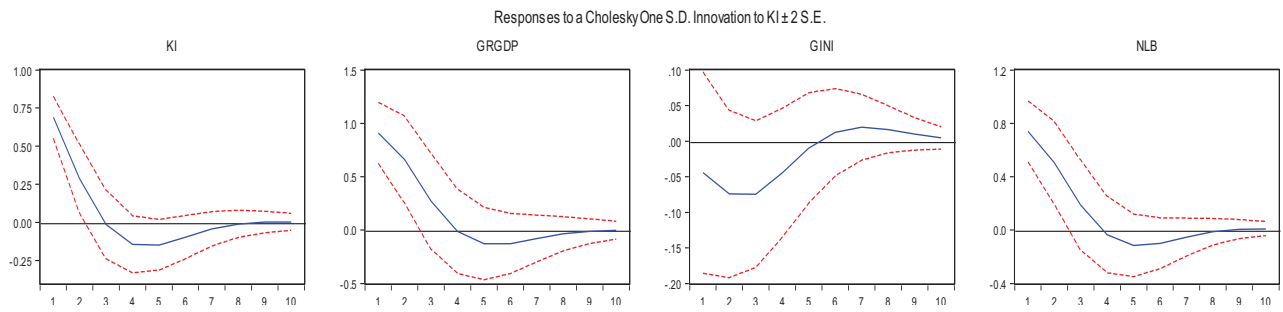 Responses to a Cholesky One S.D. Innovation to KI ± 2 S.E.
KI
1.00
0.75
0.50
0.25
0.00
-0.25
1 2 3 4 5 6 7 8 9 10
GRGDP
1.5
1.0
0.5
0.0
-0.5
1 2 3 4 5 6 7 8 9 10
GINI
.10
.05
.00
-.05
-.10
-.15
-.20
1 2 3 4 5 6 7 8 9 10
NLB
1.2
0.8
0.4
0.0
-0.4
1 2 3 4 5 6 7 8 9 10